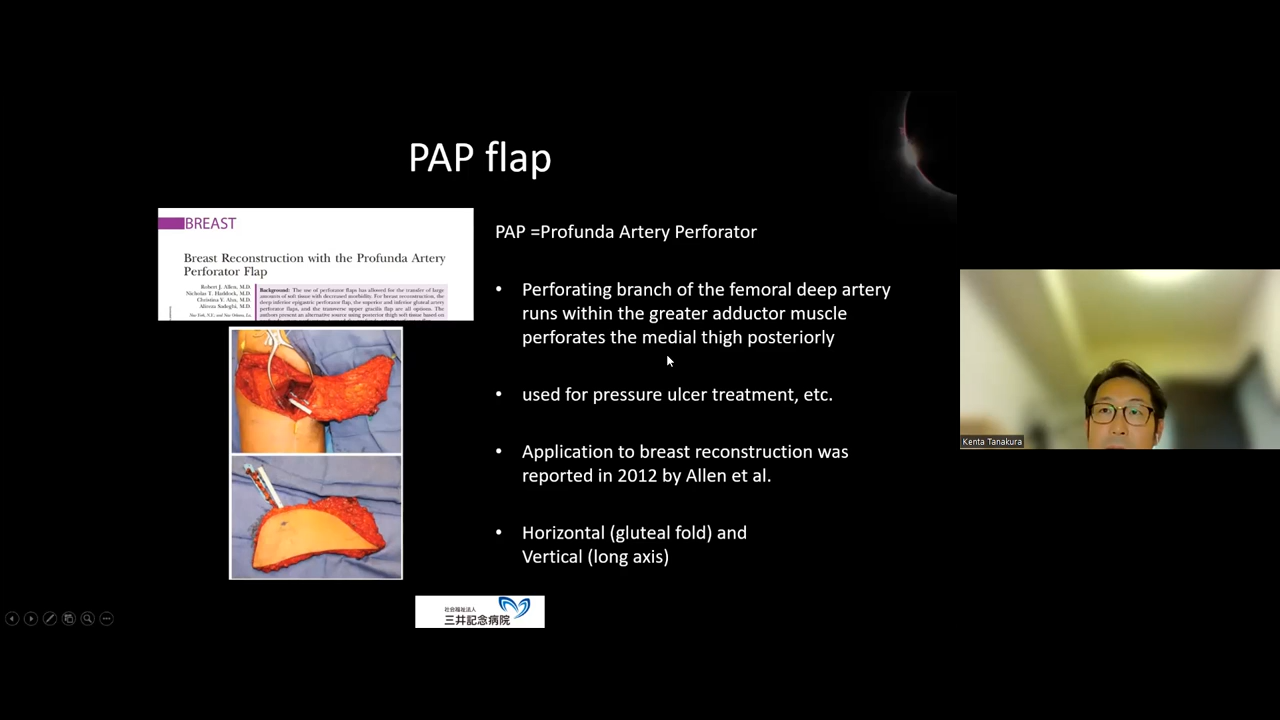 PAP flap
BREAST
Breast Reconstruction with the Profunda Artery
Perforator Flap
Robert J. Allen, M.D.
Nicholas T. Haddock, M.D.
Christina Y. Ahn, M.D.
Alireza Sadeghi, M.D.
New York, N.Y.; and New Orleans, La.
Background: The use of perforator flaps has allowed for the transfer of large
amounts of soft tissue with decreased morbidity. For breast reconstruction, the
deep inferior epigastric perforator flap, the superior and inferior gluteal artery
perforator flaps, and the transverse upper gracilis flap are all options. The
present an alternative source using posterior thigh soft tissue based on
PAP =Profunda Artery Perforator
• Perforating branch of the femoral deep artery
runs within the greater adductor muscle
perforates the medial thigh posteriorly
• used for pressure ulcer treatment, etc.
• Application to breast reconstruction was
reported in 2012 by Allen et al.
• Horizontal (gluteal fold) and
Vertical (long axis)
社会福祉法人
三井記念病院
Kenta Tanakura